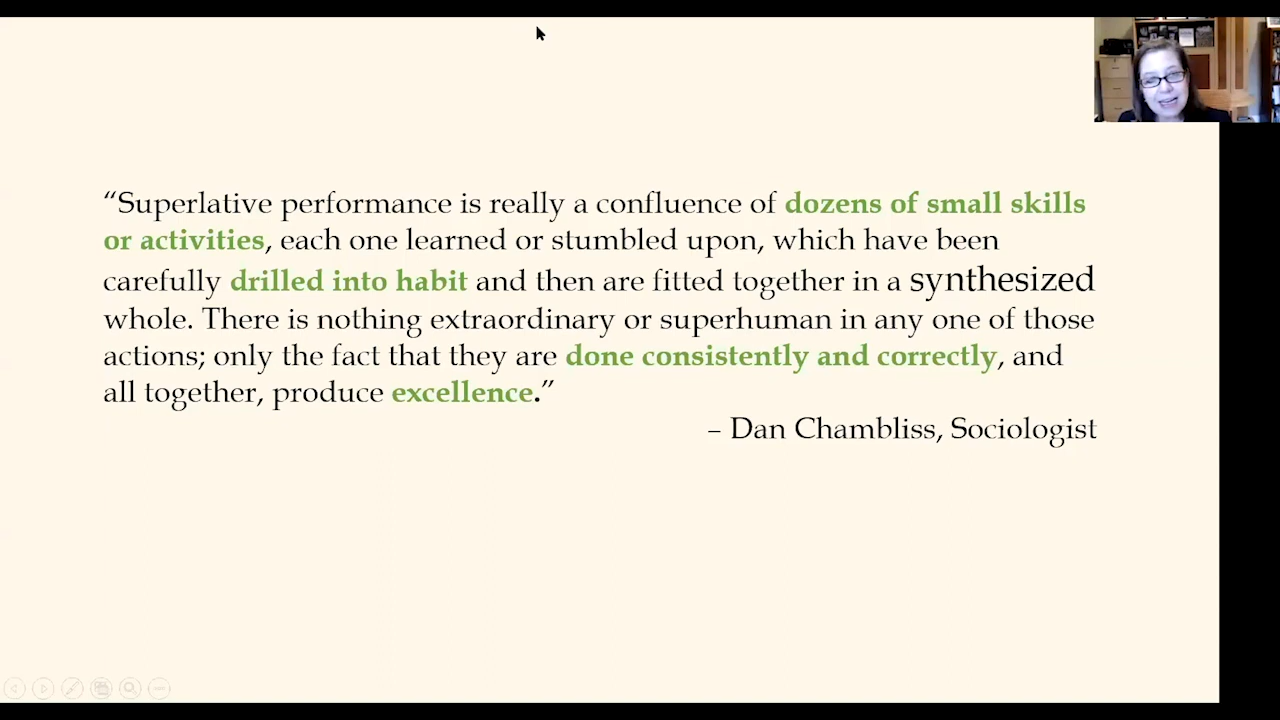 “Superlative performance is really a confluence of dozens of small skills
or activities, each one learned or stumbled upon, which have been
carefully drilled into habit and then are fitted together in a synthesized
whole. There is nothing extraordinary or superhuman in any one of those
actions; only the fact that they are done consistently and correctly, and
all together, produce excellence.”
– Dan Chambliss, Sociologist